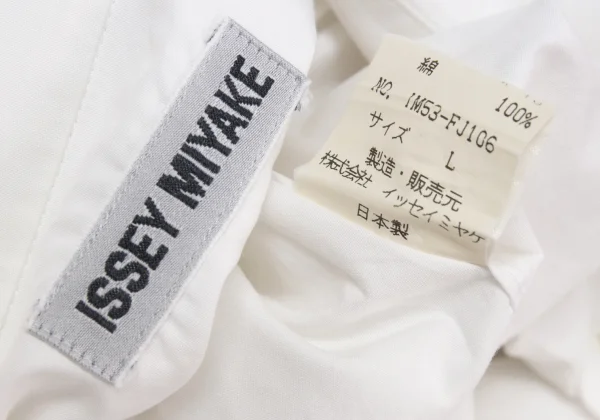 ISSEY MIYAKE
綿 100%
NO. IM53-FJ106
サイズ L
製造・販売元
株式会社 イッセイミヤケ
日本製